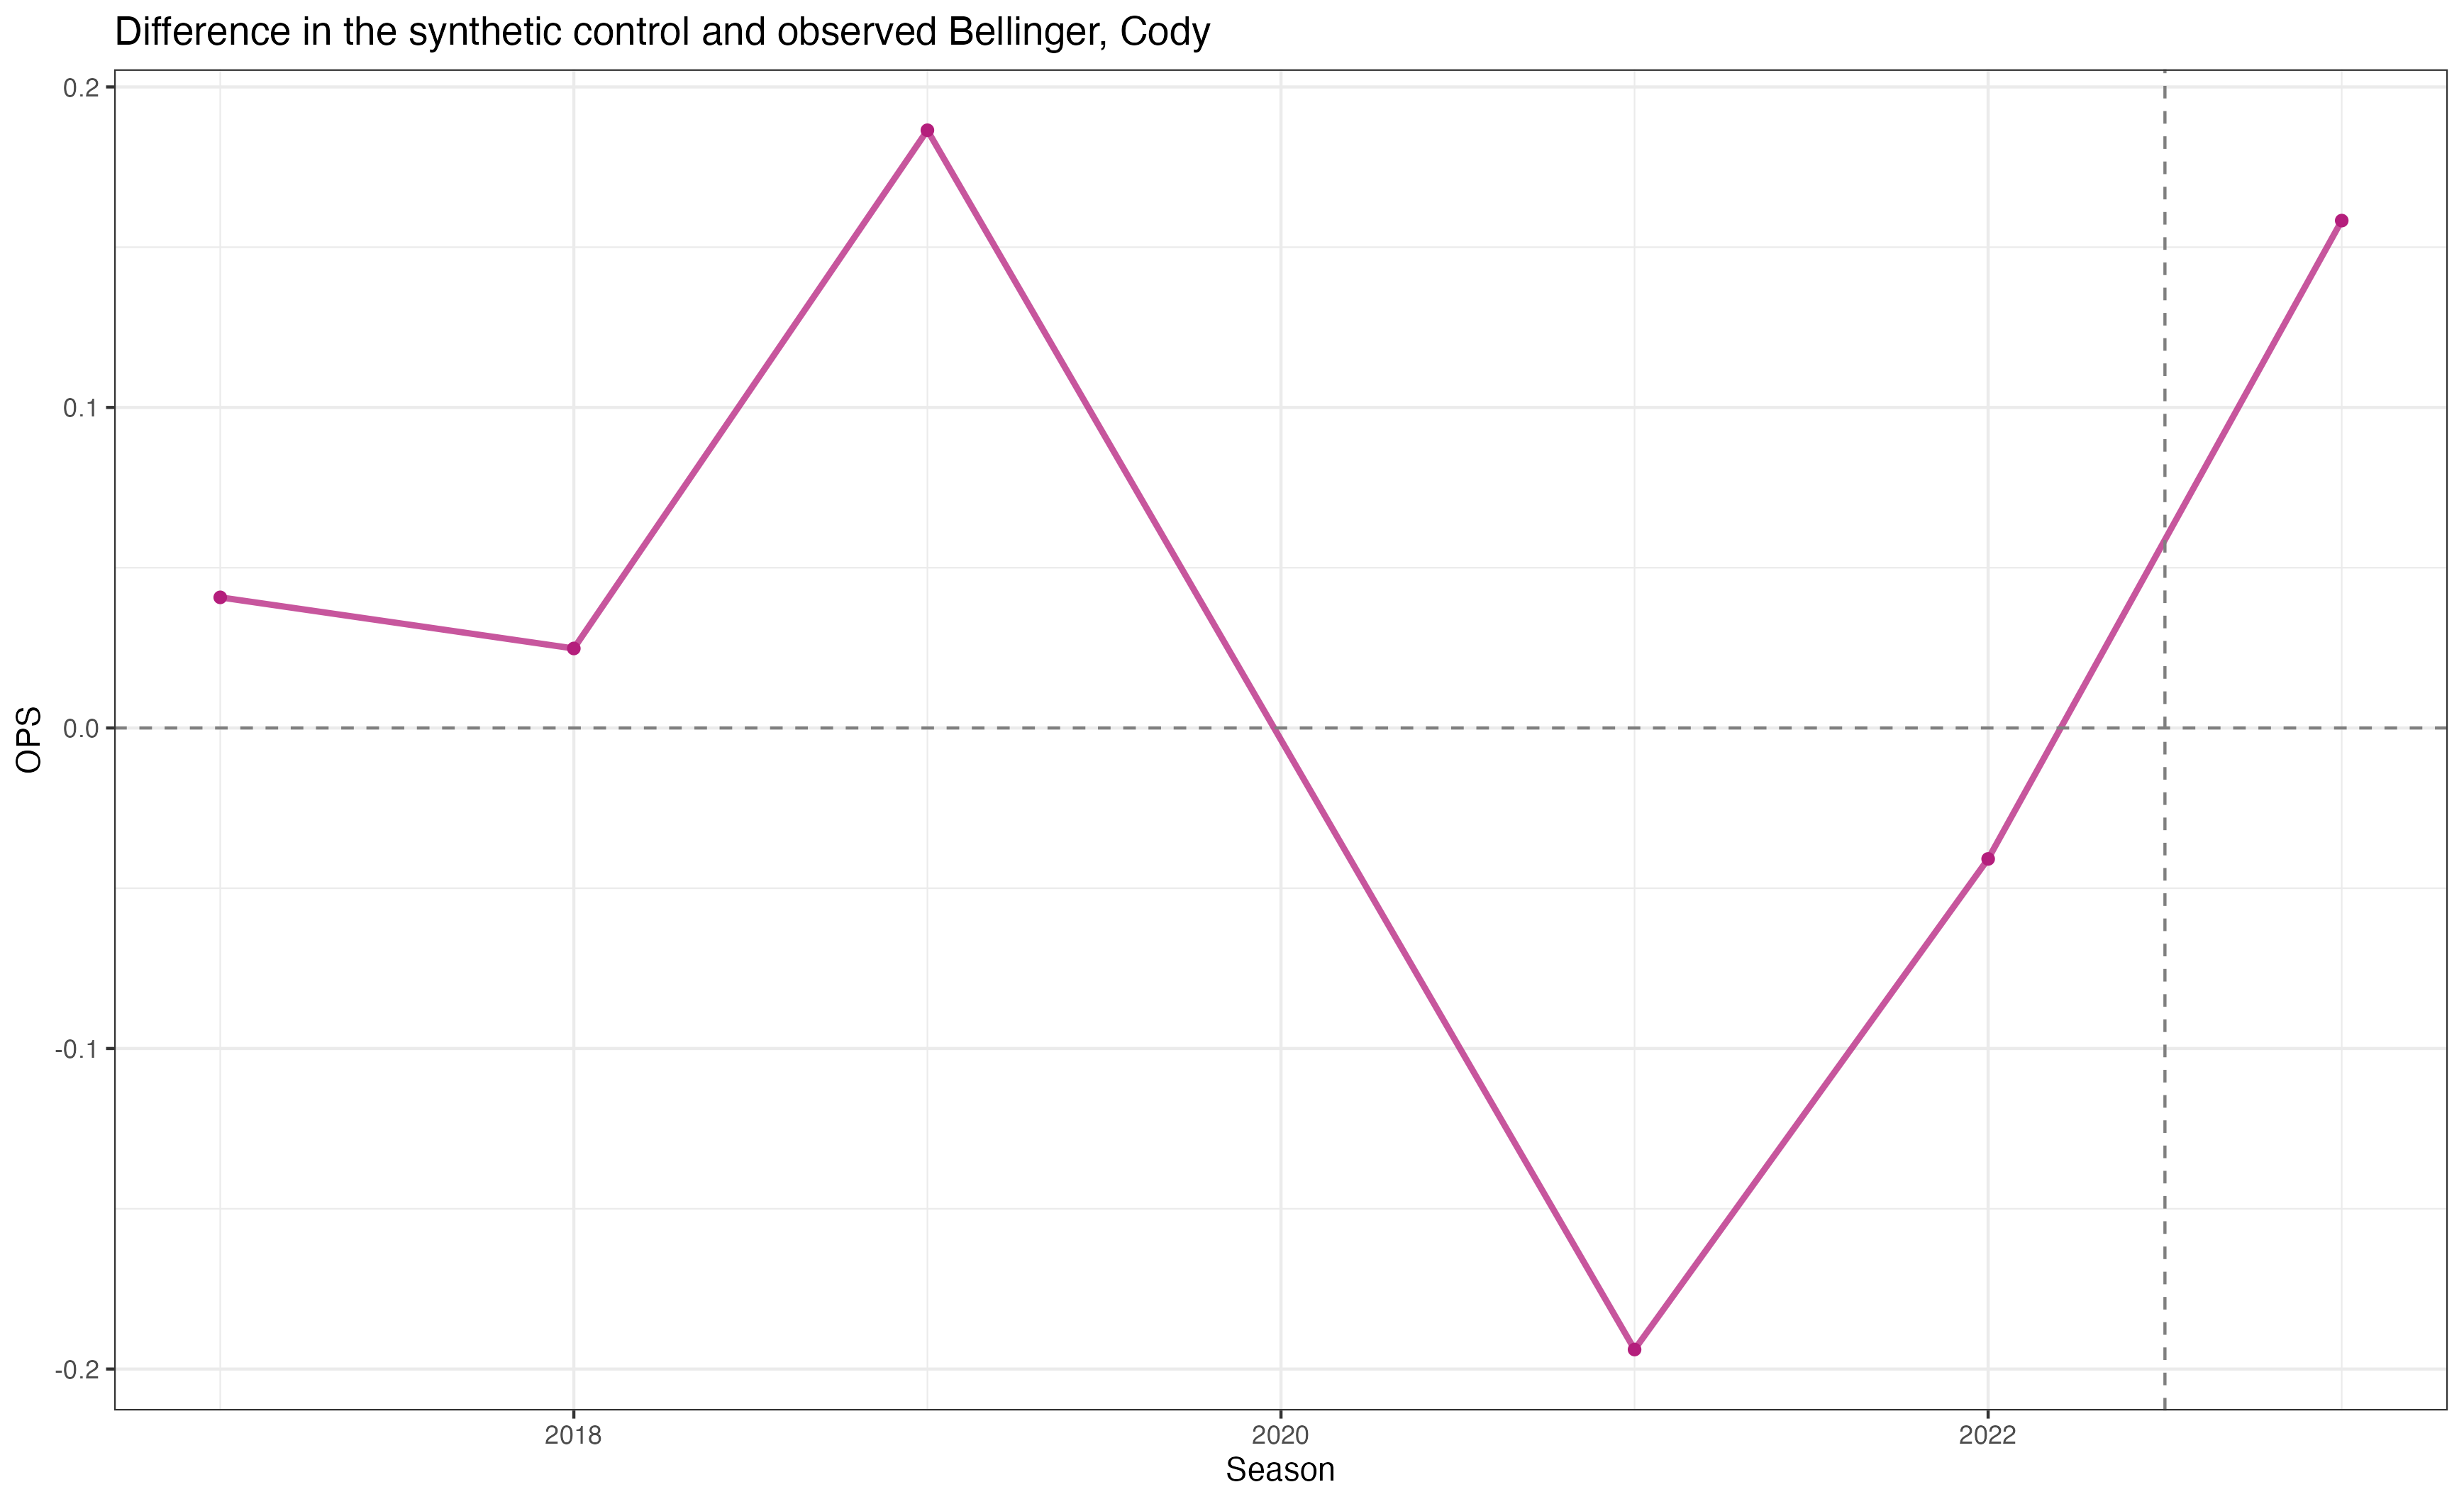 Difference in the synthetic control and observed Bellinger, Cody
OPS
0.2
0.1
0.0
-0.1
-0.2
2018 2020 2022
Season